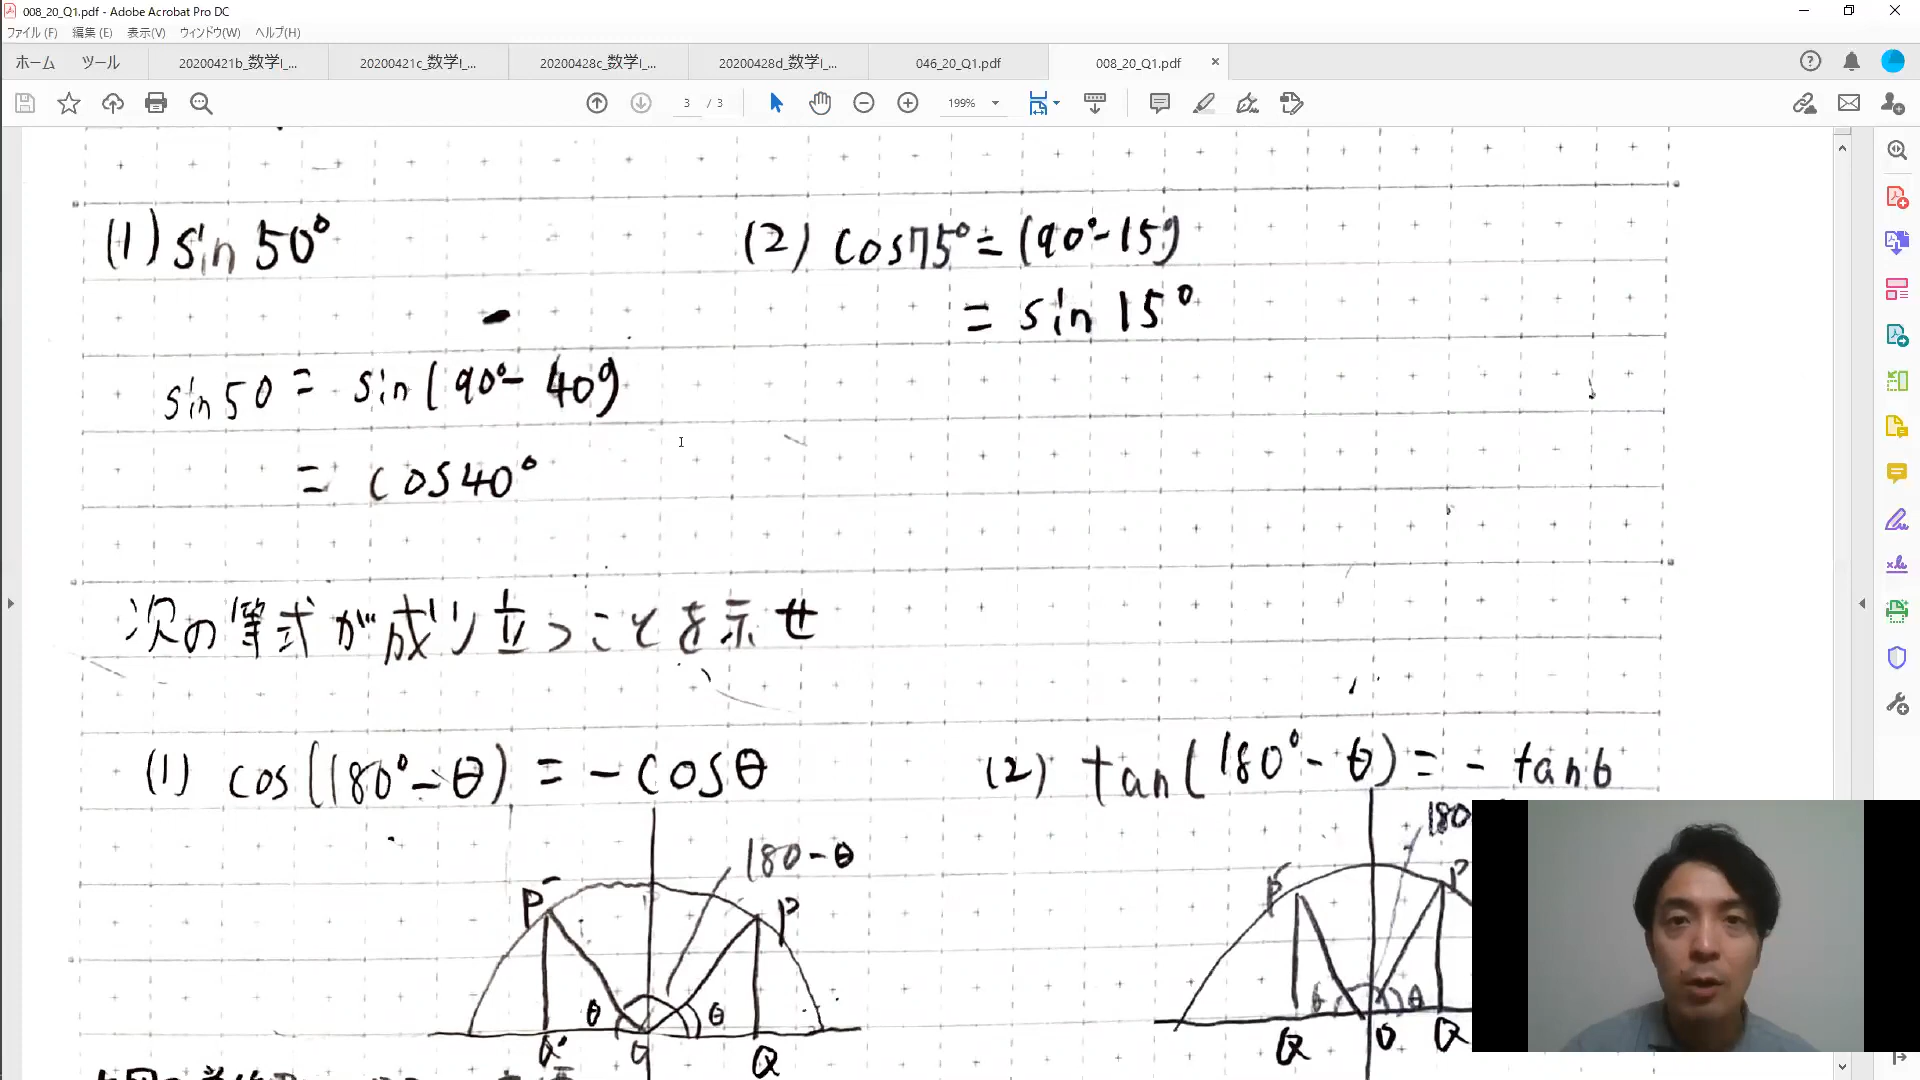 008_20_Q1.pdf - Adobe Acrobat Pro DC
ファイル(F) 編集(E) 表示(V) ウィンドウ(W) ヘルプ(H)
ホーム ツール 20200421b_数学I_... 20200421c_数学I_... 20200428c_数学I_... 20200428d_数学I_... 046_20_Q1.pdf 008_20_Q1.pdf ×
3 / 3 199%
(1) sin 50°
(2) cos75° = (90°-15°)
= sin 15°
sin 50 = sin(90°- 40°)
= cos40°
次の等式が成り立つことを示せ
(1) cos(180°-θ) = -cosθ
(2) tan(180°-θ) = - tanθ
180-θ
180
P' P
P' P
θ θ
θ θ
Q' O Q
Q O Q